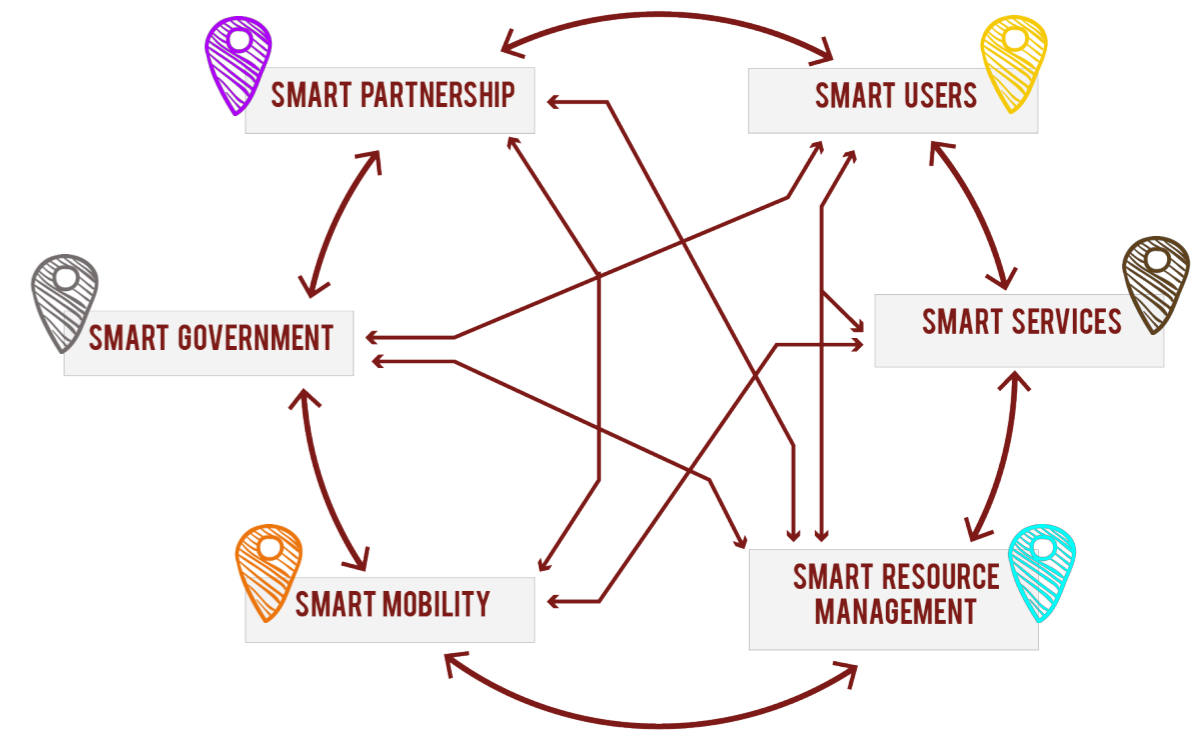 SMART PARTNERSHIP
SMART USERS
SMART GOVERNMENT
SMART SERVICES
SMART MOBILITY
SMART RESOURCE
MANAGEMENT